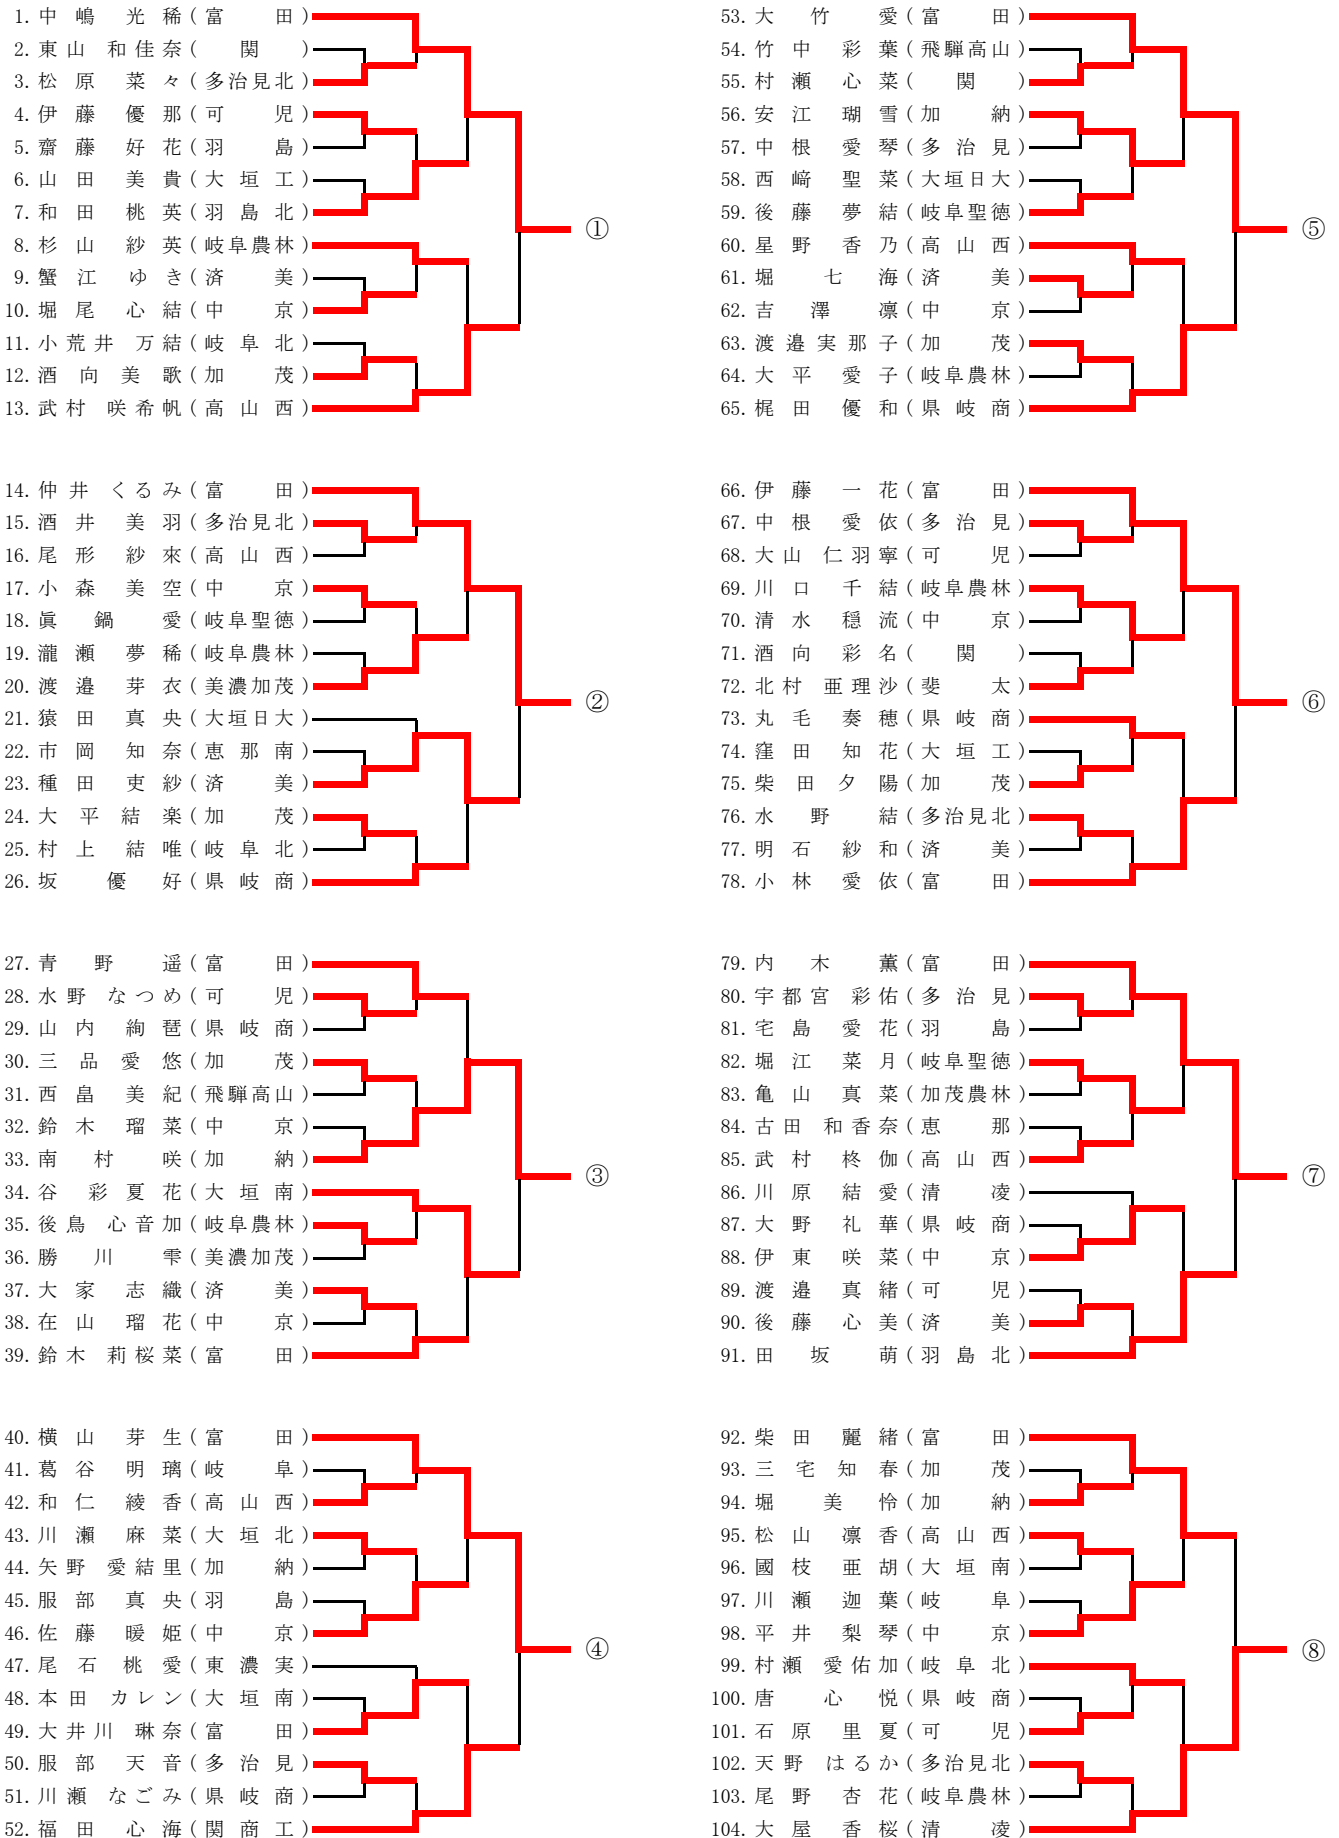 1. 中嶋 光稀 (富田)
2. 東山 和佳奈 (関)
3. 松原 菜々 (多治見北)
4. 伊藤 優那 (可児)
5. 齋藤 好花 (羽島)
6. 山田 美貴 (大垣工)
7. 和田 桃英 (羽島北)
①
8. 杉山 紗英 (岐阜農林)
9. 蟹江 ゆき (済美)
10. 堀尾 心結 (中京)
11. 小荒井 万結 (岐阜北)
12. 酒向 美歌 (加茂)
13. 武村 咲希帆 (高山西)
14. 仲井 くるみ (富田)
15. 酒井 美羽 (多治見北)
16. 尾形 紗來 (高山西)
17. 小森 美空 (中京)
18. 眞鍋 愛 (岐阜聖徳)
19. 瀧瀬 夢稀 (岐阜農林)
20. 渡邉 芽衣 (美濃加茂)
②
21. 猿田 真央 (大垣日大)
22. 市岡 知奈 (恵那南)
23. 種田 吏紗 (済美)
24. 大平 結楽 (加茂)
25. 村上 結唯 (岐阜北)
26. 坂 優好 (県岐商)
27. 青野 遥 (富田)
28. 水野 なつめ (可児)
29. 山内 絢琶 (県岐商)
30. 三品 愛悠 (加茂)
31. 西畠 美紀 (飛騨高山)
32. 鈴木 瑠菜 (中京)
33. 南村 咲 (加納)
③
34. 谷 彩夏花 (大垣南)
35. 後鳥 心音加 (岐阜農林)
36. 勝川 雫 (美濃加茂)
37. 大家 志織 (済美)
38. 在山 瑠花 (中京)
39. 鈴木 莉桜菜 (富田)
40. 横山 芽生 (富田)
41. 葛谷 明璃 (岐阜)
42. 和仁 綾香 (高山西)
43. 川瀬 麻菜 (大垣北)
44. 矢野 愛結里 (加納)
45. 服部 真央 (羽島)
46. 佐藤 暖姫 (中京)
④
47. 尾石 桃愛 (東濃実)
48. 本田 カレン (大垣南)
49. 大井川 琳奈 (富田)
50. 服部 天音 (多治見)
51. 川瀬 なごみ (県岐商)
52. 福田 心海 (関商工)
53. 大竹 愛 (富田)
54. 竹中 彩葉 (飛騨高山)
55. 村瀬 心菜 (関)
56. 安江 瑚雪 (加納)
57. 中根 愛琴 (多治見)
58. 西﨑 聖菜 (大垣日大)
59. 後藤 夢結 (岐阜聖徳)
⑤
60. 星野 香乃 (高山西)
61. 堀 七海 (済美)
62. 吉澤 凛 (中京)
63. 渡邉 実那子 (加茂)
64. 大平 愛子 (岐阜農林)
65. 梶田 優和 (県岐商)
66. 伊藤 一花 (富田)
67. 中根 愛依 (多治見)
68. 大山 仁羽寧 (可児)
69. 川口 千結 (岐阜農林)
70. 清水 穏流 (中京)
71. 酒向 彩名 (関)
72. 北村 亜理沙 (斐太)
⑥
73. 丸毛 奏穂 (県岐商)
74. 窪田 知花 (大垣工)
75. 柴田 夕陽 (加茂)
76. 水野 結 (多治見北)
77. 明石 紗和 (済美)
78. 小林 愛依 (富田)
79. 内木 薫 (富田)
80. 宇都宮 彩佑 (多治見)
81. 宅島 愛花 (羽島)
82. 堀江 菜月 (岐阜聖徳)
83. 亀山 真菜 (加茂農林)
84. 古田 和香奈 (恵那)
85. 武村 柊伽 (高山西)
⑦
86. 川原 結愛 (清凌)
87. 大野 礼華 (県岐商)
88. 伊東 咲菜 (中京)
89. 渡邉 真緒 (可児)
90. 後藤 心美 (済美)
91. 田坂 萌 (羽島北)
92. 柴田 麗緒 (富田)
93. 三宅 知春 (加茂)
94. 堀 美怜 (加納)
95. 松山 凛香 (高山西)
96. 國枝 亜胡 (大垣南)
97. 川瀬 迦葉 (岐阜)
98. 平井 梨琴 (中京)
⑧
99. 村瀬 愛佑加 (岐阜北)
100. 唐 心悦 (県岐商)
101. 石原 里夏 (可児)
102. 天野 はるか (多治見北)
103. 尾野 杏花 (岐阜農林)
104. 大屋 香桜 (清凌)